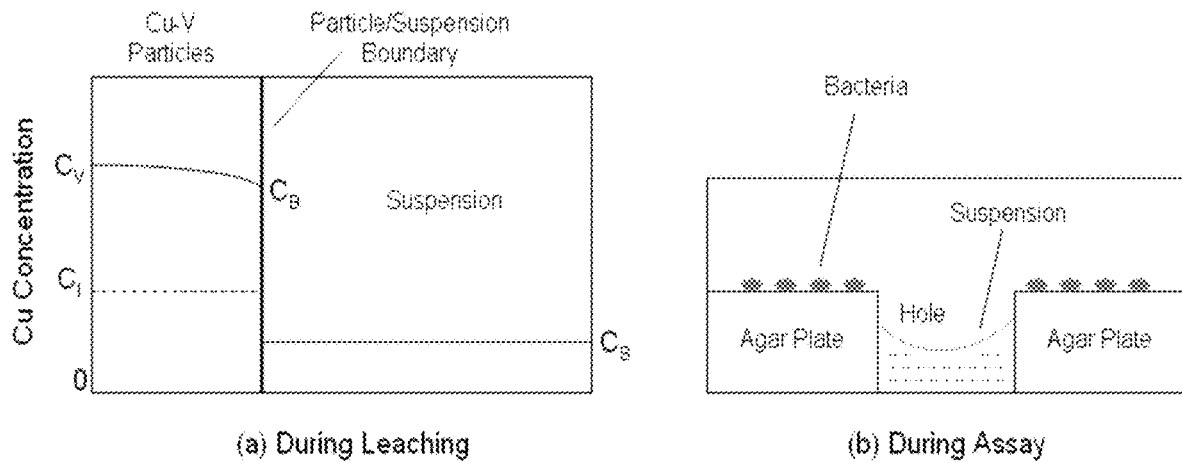 Cu-V
Particles
Particle/Suspension
Boundary
Cu Concentration
C_V
C_B
C_I
0
Suspension
C_S
(a) During Leaching
Bacteria
Suspension
Hole
Agar Plate
Agar Plate
(b) During Assay